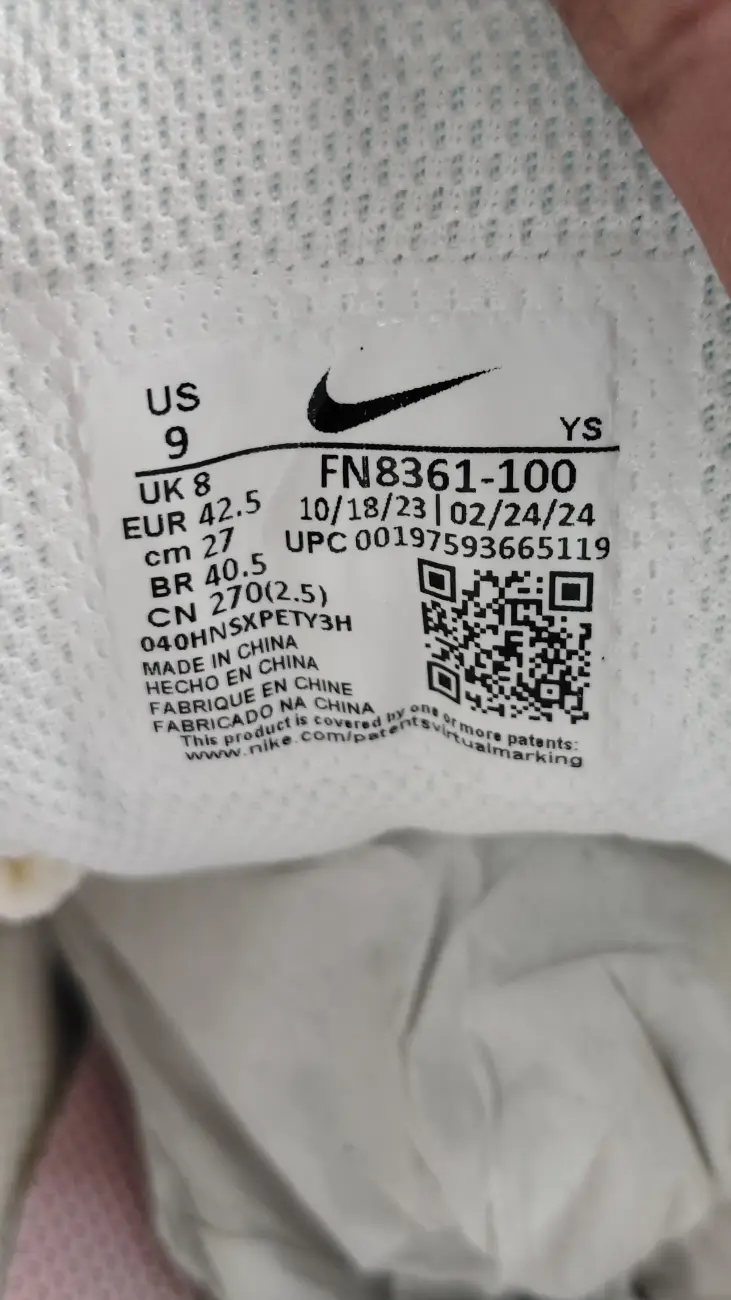 US
9
YS
UK 8
EUR 42.5
cm 27
BR 40.5
CN 270(2.5)
FN8361-100
10/18/23|02/24/24
UPC 00197593665119
040HNSXPETY3H
MADE IN CHINA
HECHO EN CHINA
FABRIQUE EN CHINE
FABRICADO NA CHINA
This product is covered by one or more patents:
www.nike.com/patentsvirtualmarking